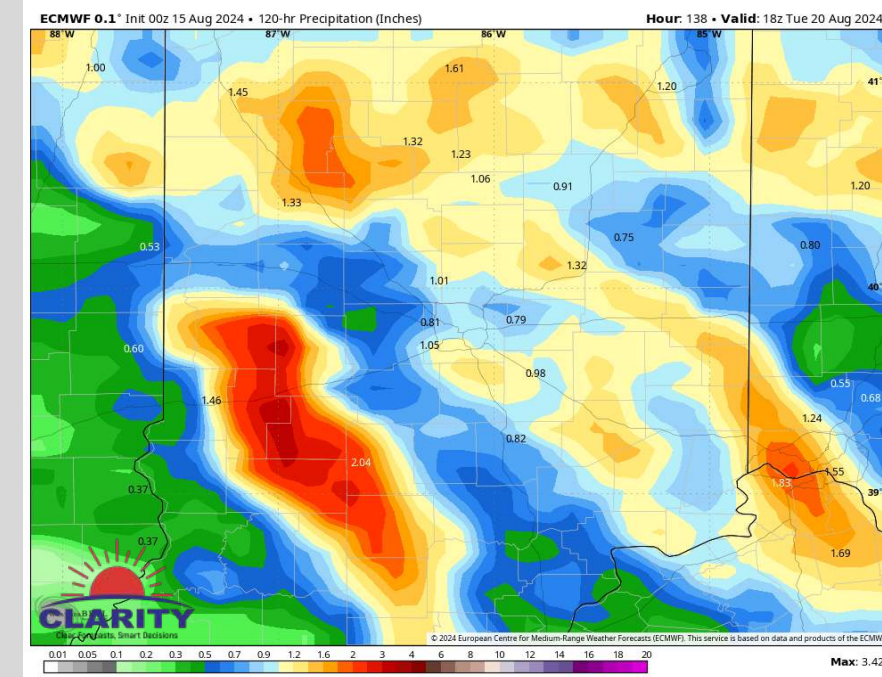 ECMWF 0.1° Init 00z 15 Aug 2024 • 120-hr Precipitation (Inches) Hour: 138 • Valid: 18z Tue 20 Aug 2024
88°W 87°W 86°W 85°W
1.00 1.61 41°
1.45 1.20
1.32
1.23
1.06 0.91 1.20
1.33
0.53 0.75 0.80
1.32
1.01 40°
0.81 0.79
0.60 1.05
0.98 0.55
1.46 0.68
1.24
0.82
2.04 1.55
1.83
0.37 39°
0.37 1.69
CLARITY
Clear Forecasts, Smart Decisions
© 2024 European Centre for Medium-Range Weather Forecasts (ECMWF). This service is based on data and products of the ECMW
0.01 0.05 0.1 0.2 0.3 0.5 0.7 0.9 1.2 1.6 2 3 4 6 8 10 12 14 16 18 20
Max: 3.42